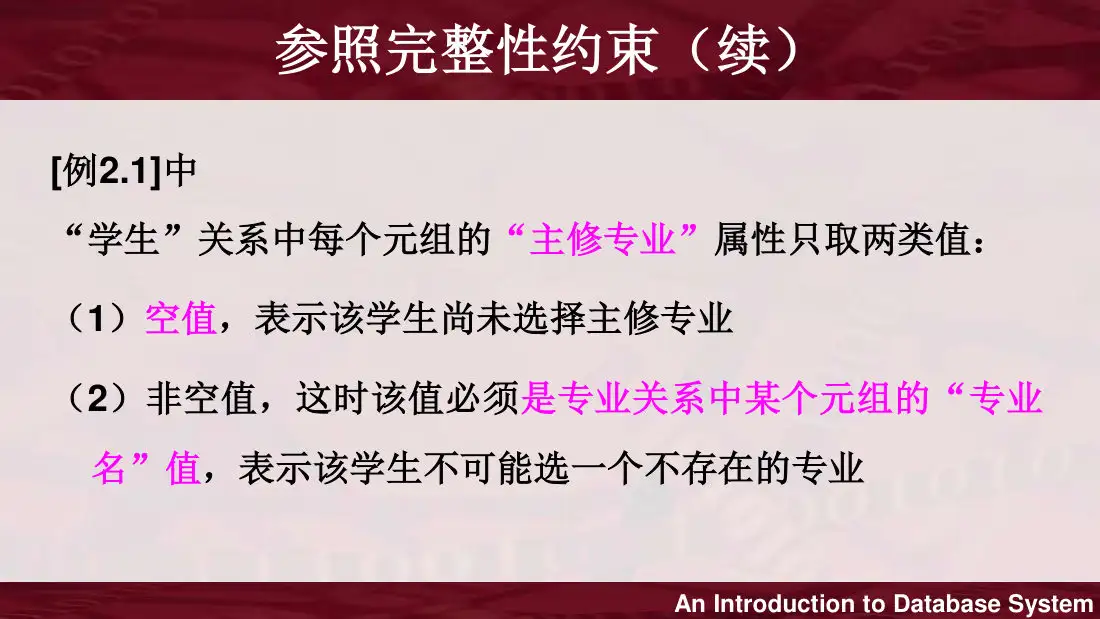 参照完整性约束（续）
[例2.1]中
“学生”关系中每个元组的“主修专业”属性只取两类值：
（1）空值，表示该学生尚未选择主修专业
（2）非空值，这时该值必须是专业关系中某个元组的“专业
名”值，表示该学生不可能选一个不存在的专业
An Introduction to Database System